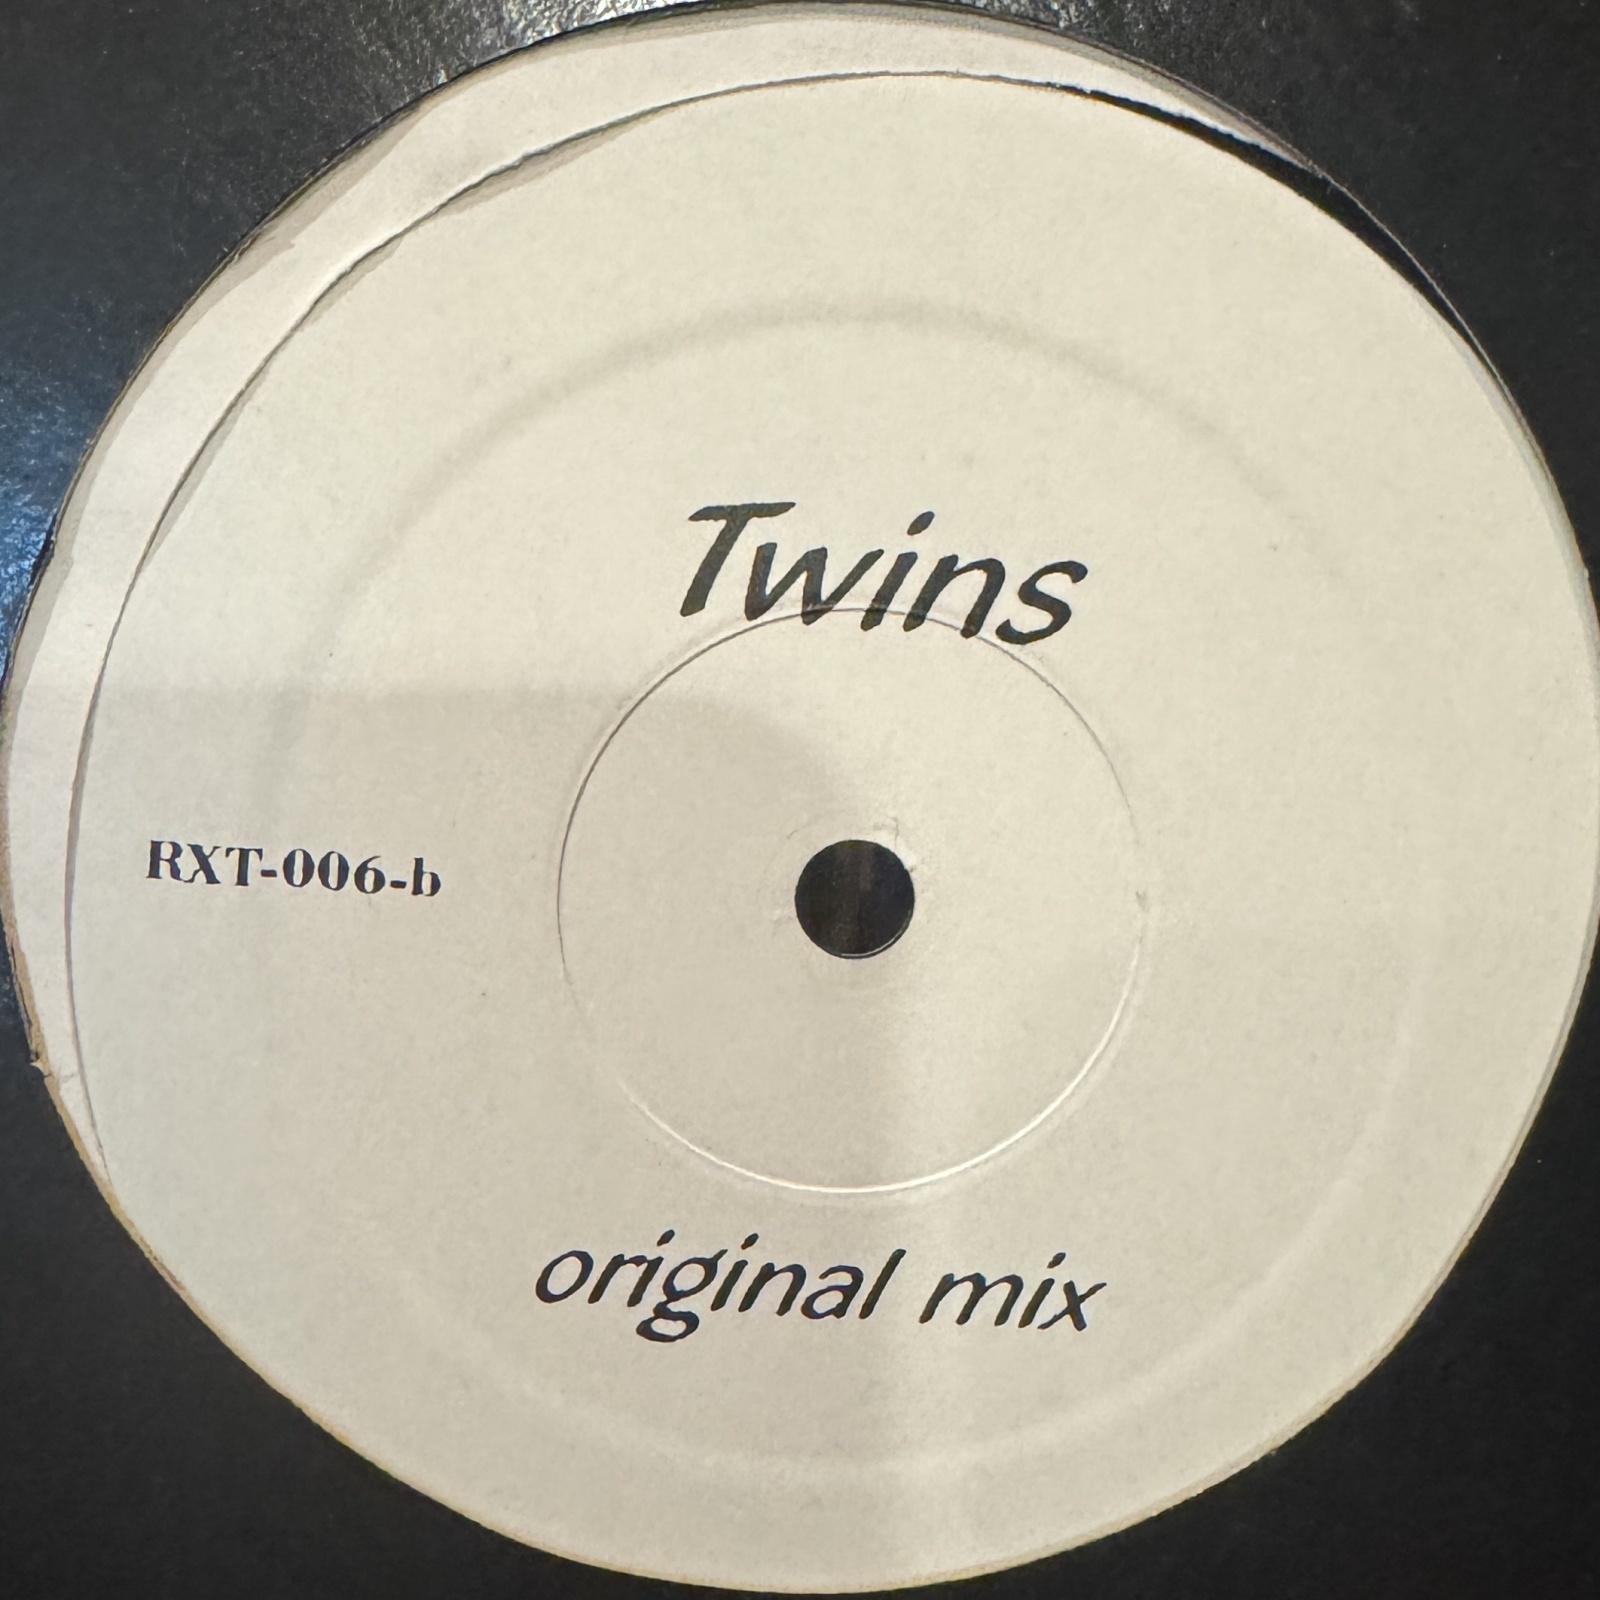 Twins
RXT-006-b
original mix